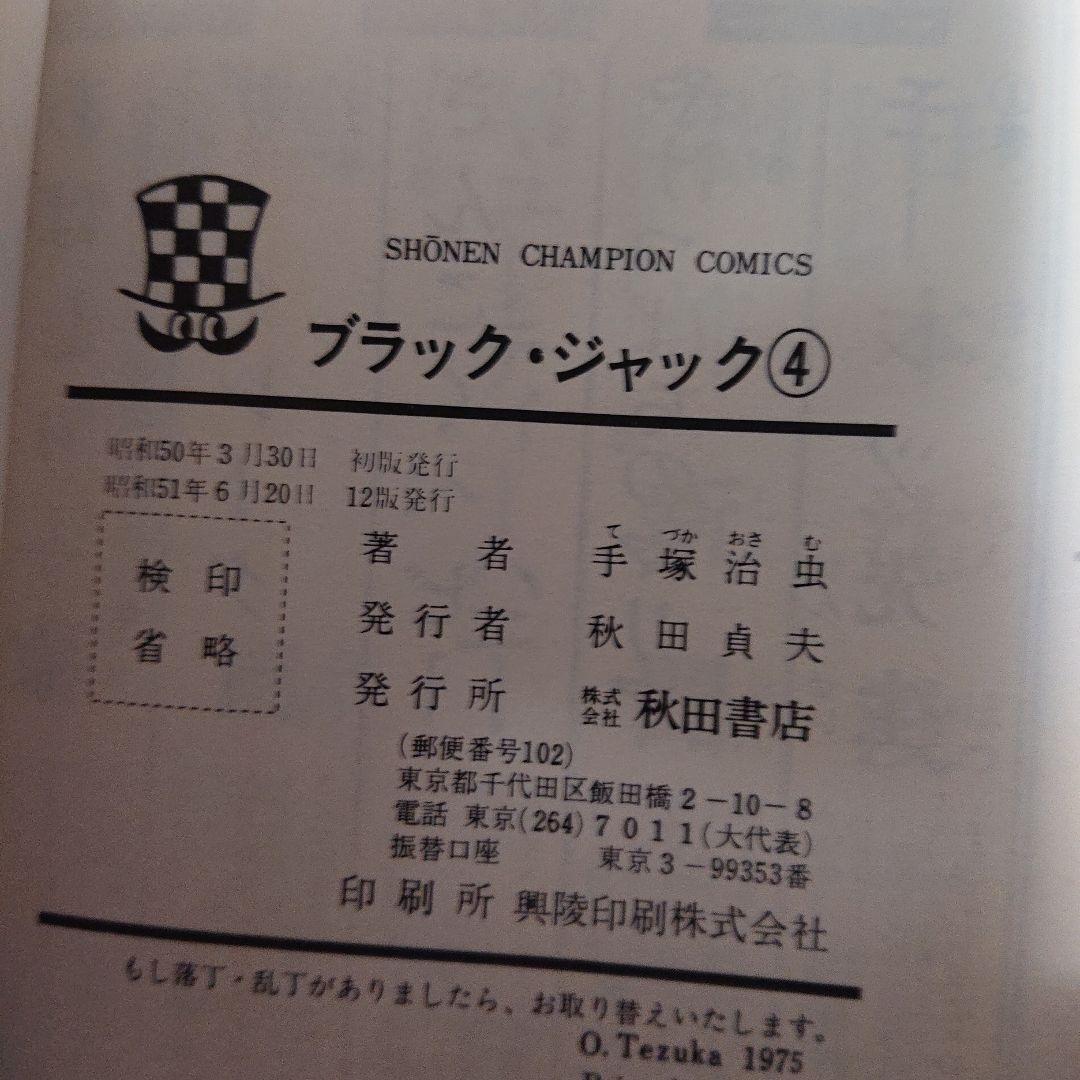 SHŌNEN CHAMPION COMICS
ブラック・ジャック④
昭和50年3月30日 初版発行
昭和51年6月20日 12版発行
検印
省略
著者 手塚治虫
てづかおさむ
発行者 秋田貞夫
発行所 株式会社 秋田書店
(郵便番号102)
東京都千代田区飯田橋2-10-8
電話 東京(264)7011(大代表)
振替口座 東京3-99353番
印刷所 興陵印刷株式会社
もし落丁・乱丁がありましたら、お取り替えいたします。
O. Tezuka 1975